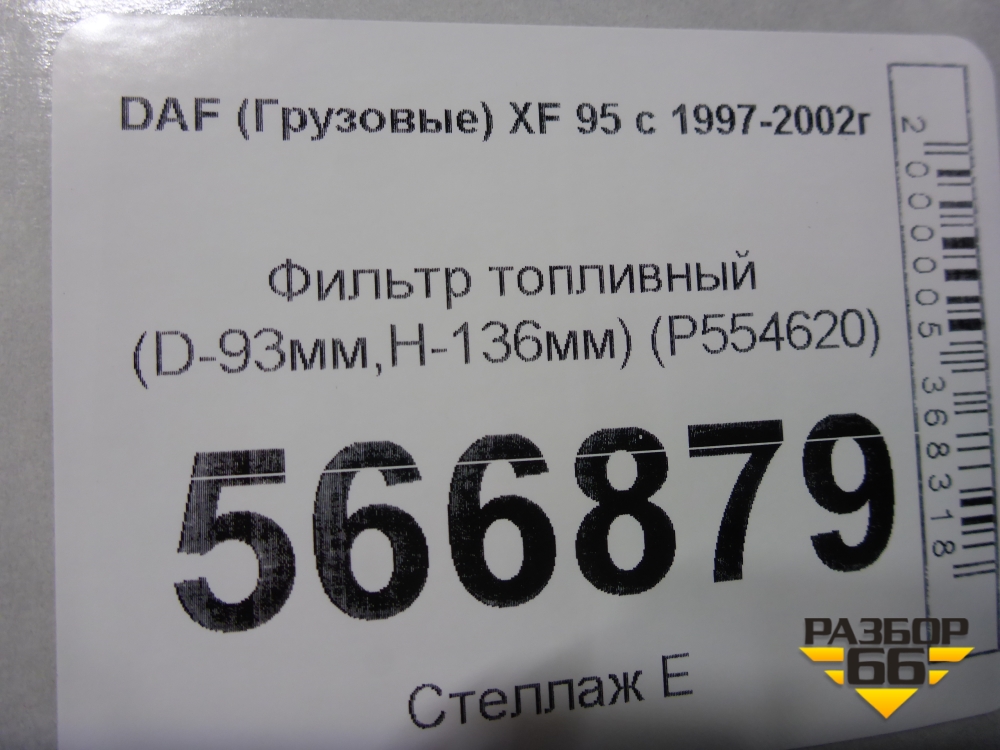 DAF (Грузовые) XF 95 с 1997-2002г
Фильтр топливный
(D-93мм,H-136мм) (P554620)
566879
Стеллаж Е
2000005368318
РАЗБОР
66